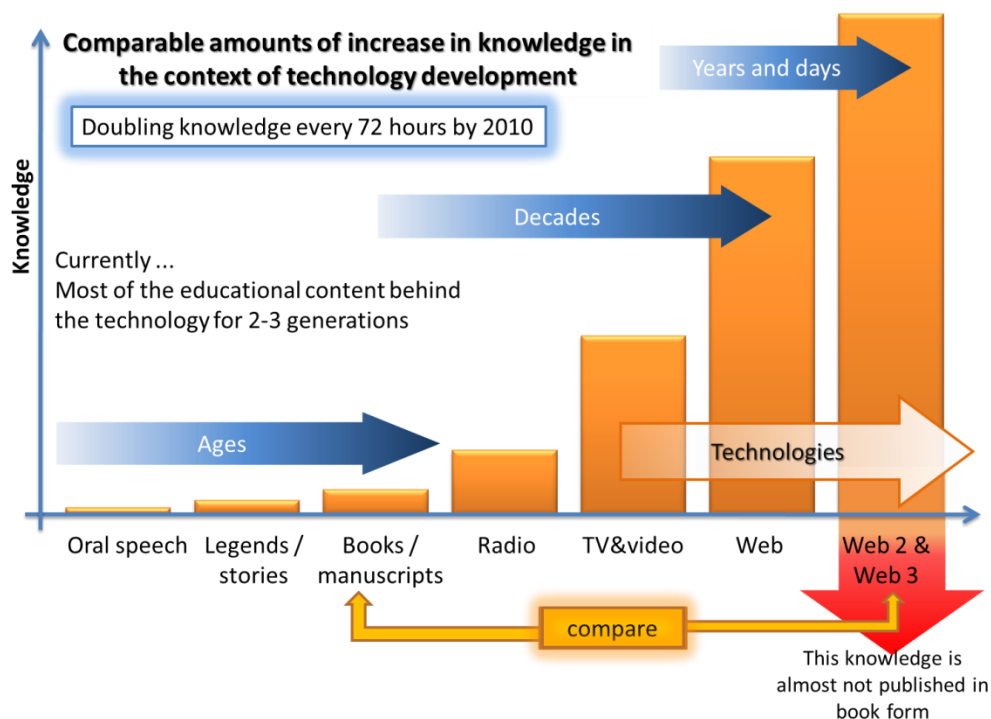 Comparable amounts of increase in knowledge in
the context of technology development
Years and days
Doubling knowledge every 72 hours by 2010
Knowledge
Decades
Currently ...
Most of the educational content behind
the technology for 2-3 generations
Ages
Technologies
Oral speech
Legends /
stories
Books /
manuscripts
Radio
TV&video
Web
Web 2 &
Web 3
compare
This knowledge is
almost not published in
book form